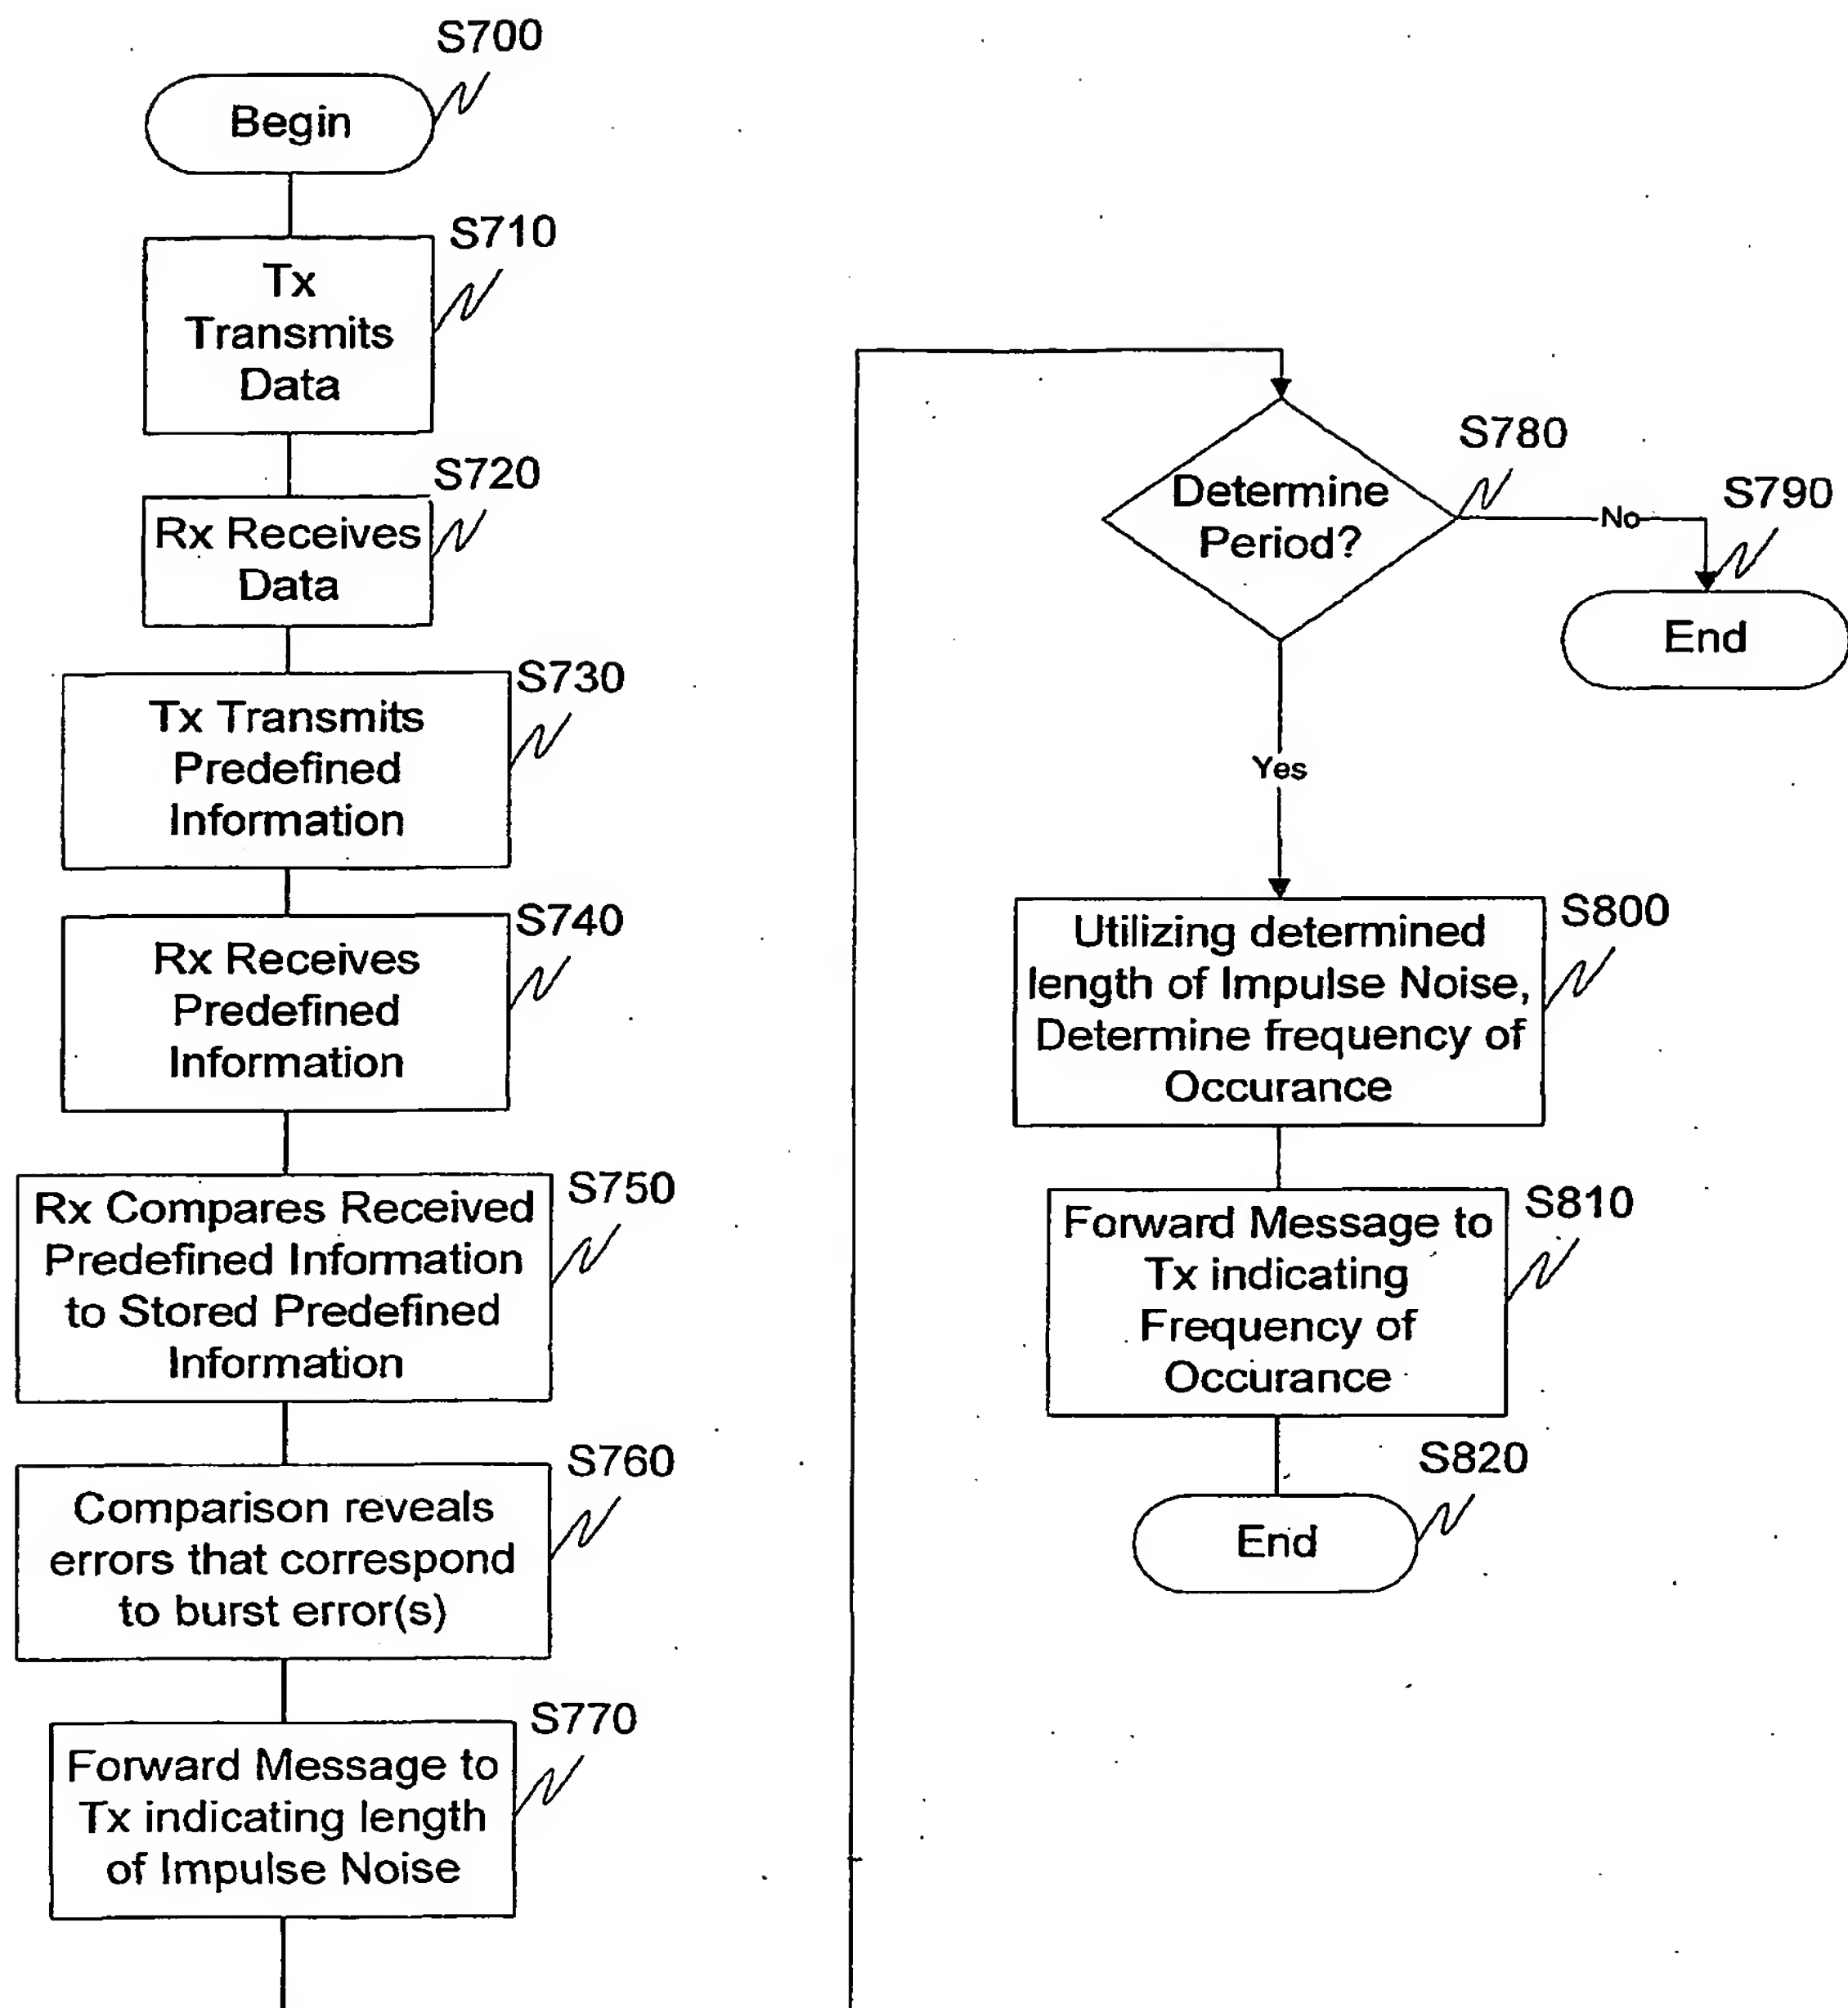 S700
Begin
S710
Tx
Transmits
Data
S720
Rx Receives
Data
S730
Tx Transmits
Predefined
Information
S740
Rx Receives
Predefined
Information
S750
Rx Compares Received
Predefined Information
to Stored Predefined
Information
S760
Comparison reveals
errors that correspond
to burst error(s)
S770
Forward Message to
Tx indicating length
of Impulse Noise
S780
Determine
Period?
No
S790
End
Yes
S800
Utilizing determined
length of Impulse Noise,
Determine frequency of
Occurance
S810
Forward Message to
Tx indicating
Frequency of
Occurance
S820
End